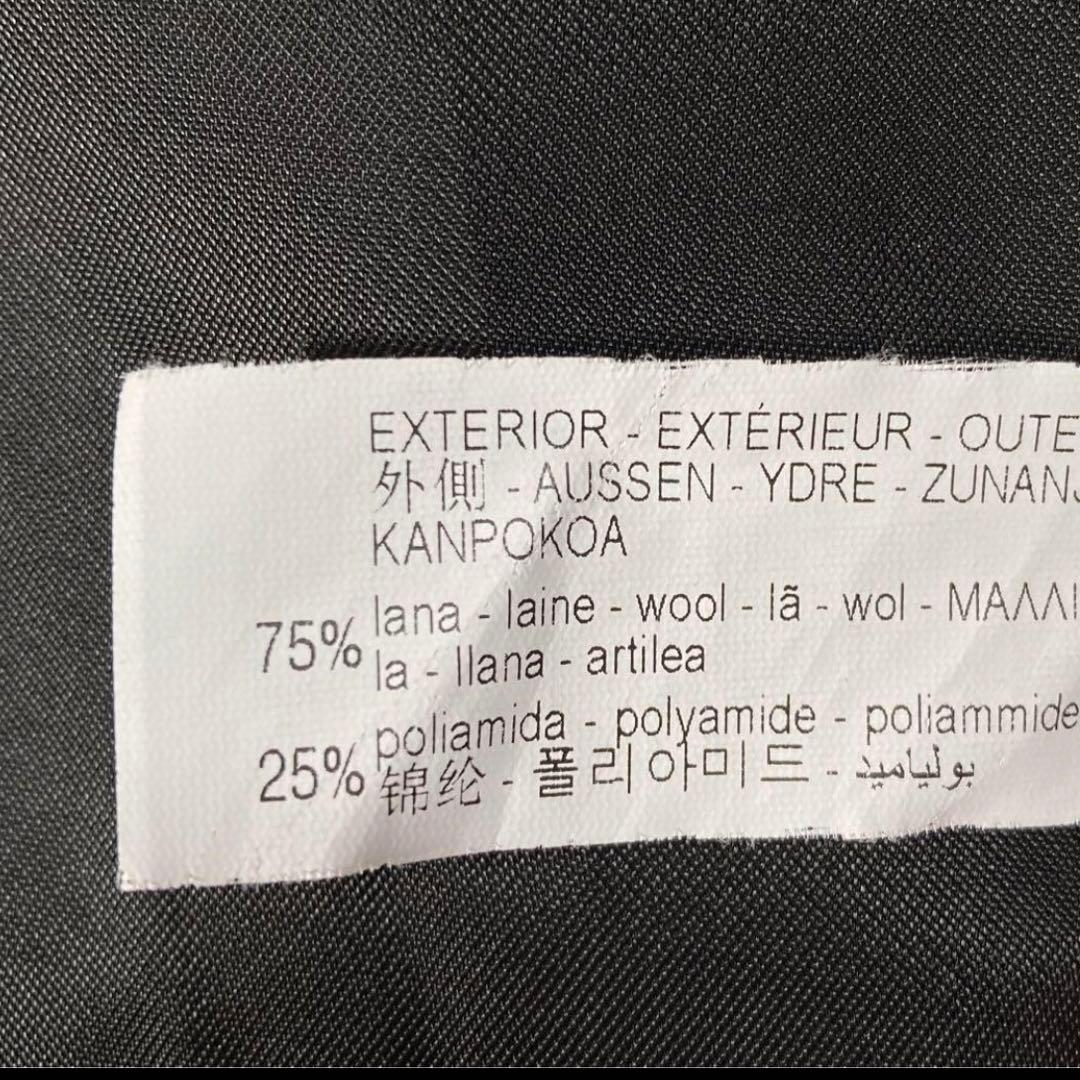 EXTERIOR - EXTÉRIEUR - OUTE
外側 - AUSSEN - YDRE - ZUNANJ
KANPOKOA
75% lana - laine - wool - lã - wol - ΜΑΛΛΙ
la - llana - artilea
25% poliamida - polyamide - poliammide
锦纶 - 폴리아미드 - بولياميد